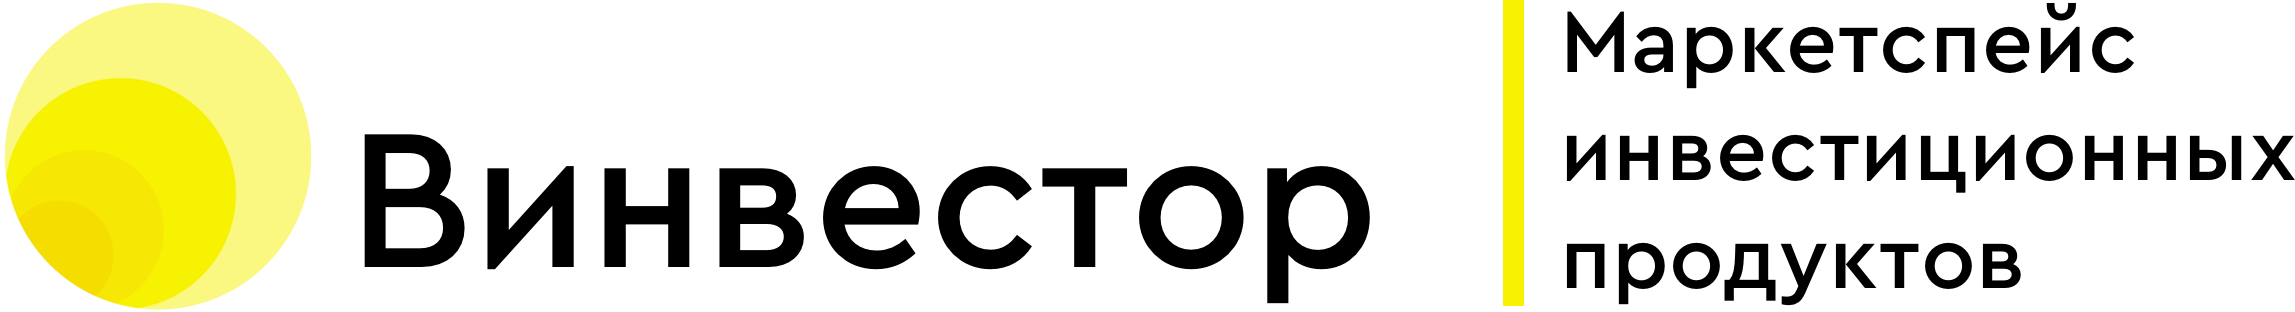 Винвестор
Маркетспейс
инвестиционных
продуктов